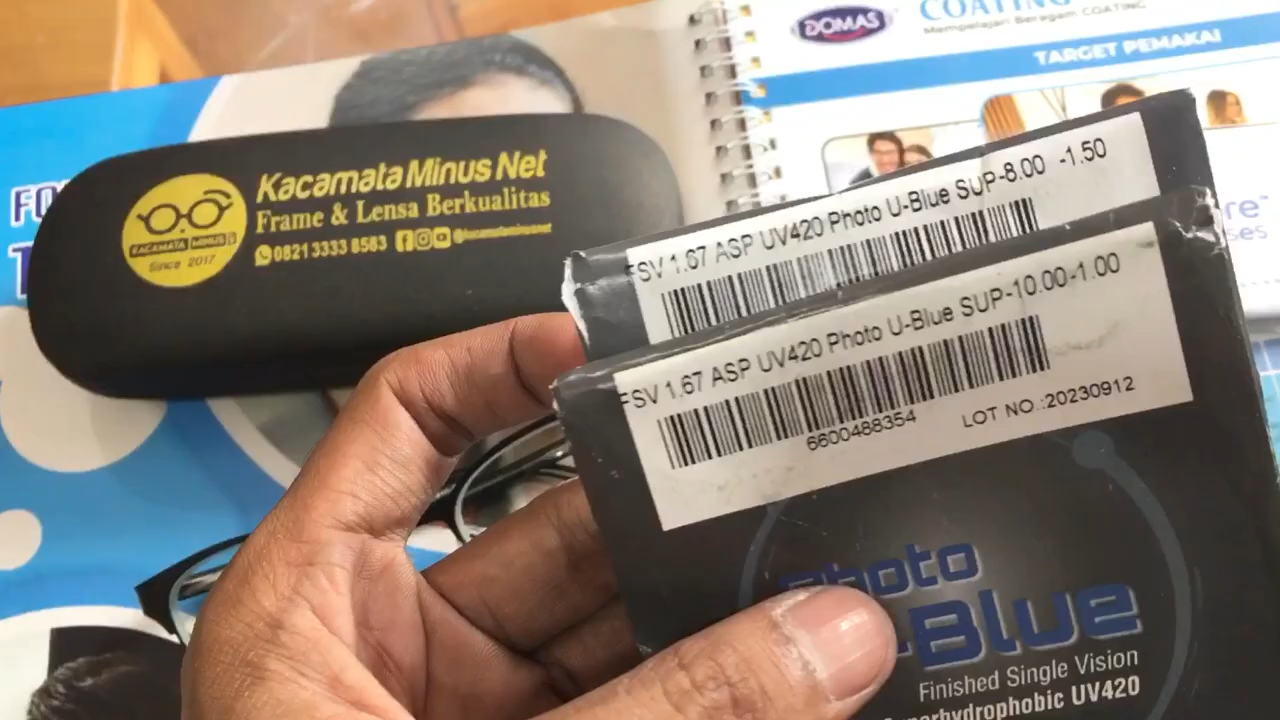 DOMAS
COATING
Mempelajari Beragam COATING
TARGET PEMAKAI
Kacamata Minus Net
Frame & Lensa Berkualitas
0821 3333 8583 @kacamataminusnet
KACAMATA MINUS
Since 2017
FSV 1.67 ASP UV420 Photo U-Blue SUP-8.00 -1.50
FSV 1.67 ASP UV420 Photo U-Blue SUP-10.00-1.00
6600488354
LOT NO.:20230912
Photo
-Blue
Finished Single Vision
Superhydrophobic UV420